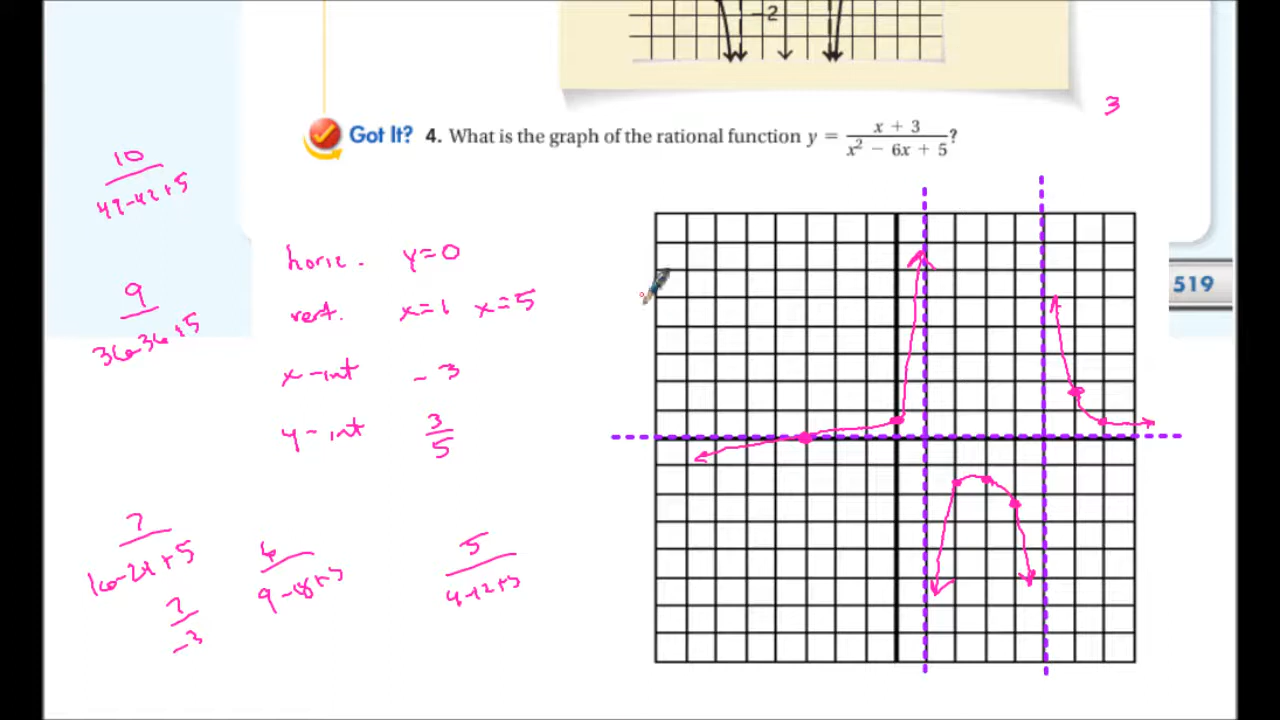 -2
3
Got It? 4. What is the graph of the rational function y = (x + 3)/(x² - 6x + 5)?
10/(49-42+5)
horiz. y=0
519
9/(36-36+5)
vert. x=1 x=5
x-int -3
y-int 3/5
7/(16-24+5)
6/(9-18+5)
5/(4-12+5)
7/-3